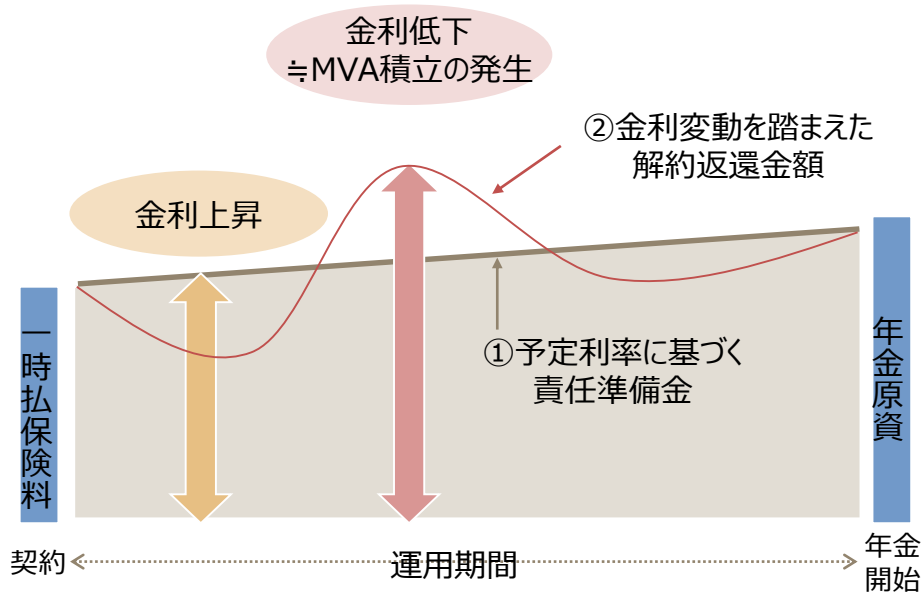 金利低下
≒MVA積立の発生
②金利変動を踏まえた
解約返還金額
金利上昇
①予定利率に基づく
責任準備金
一時払保険料
年金原資
契約
運用期間
年金
開始